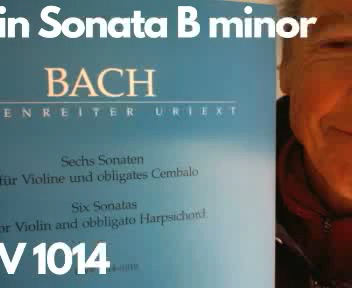 in Sonata B minor
BACH
ENREITER URTEXT
Sechs Sonaten
für Violine und obligates Cembalo
Six Sonatas
or Violin and obbligato Harpsichord
V 1014